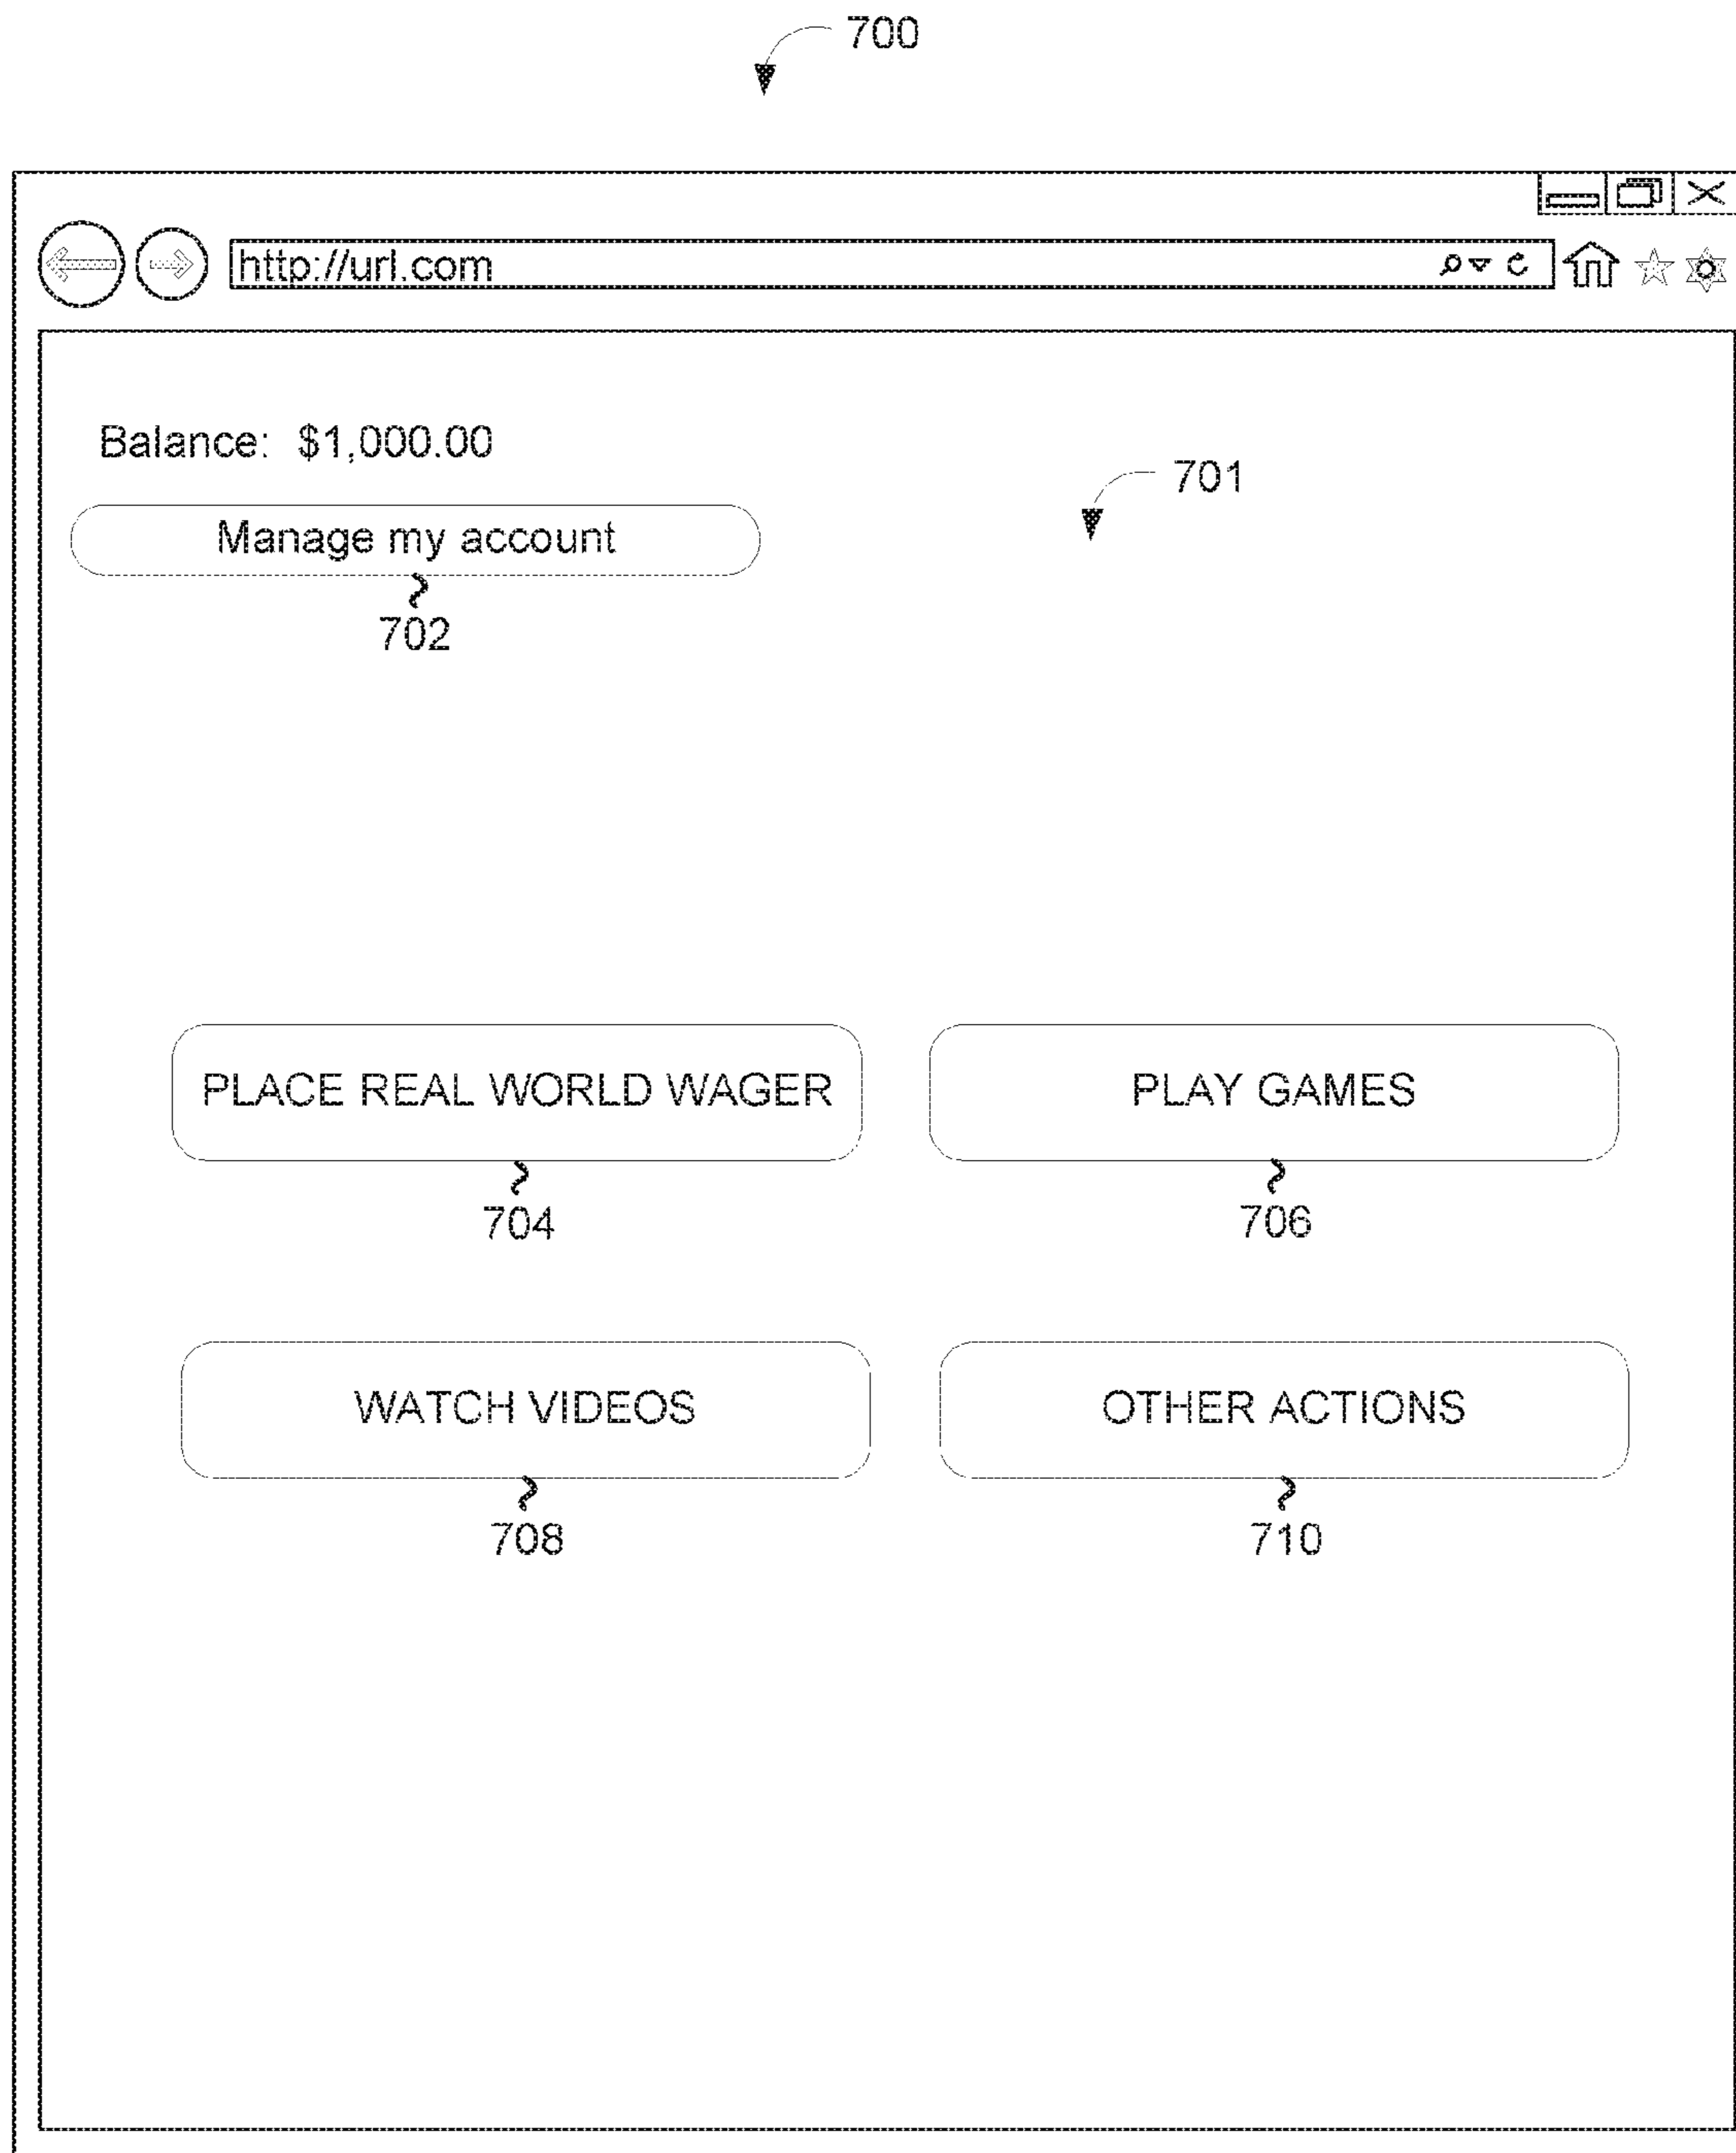 700
http://url.com
Balance: $1,000.00
701
Manage my account
702
PLACE REAL WORLD WAGER PLAY GAMES
704 706
WATCH VIDEOS OTHER ACTIONS
708 710